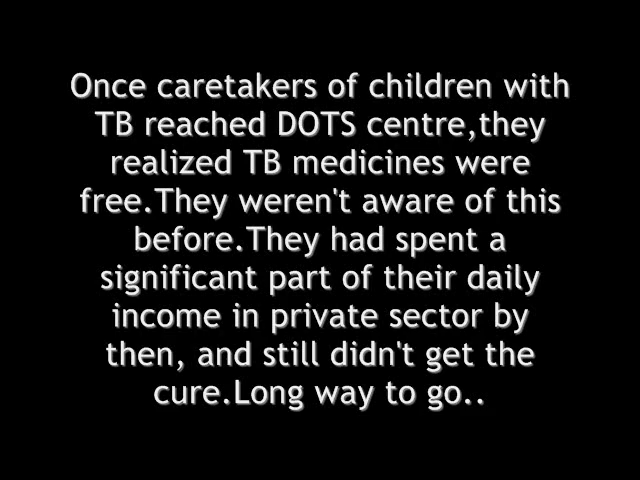 Once caretakers of children with
TB reached DOTS centre,they
realized TB medicines were
free.They weren't aware of this
before.They had spent a
significant part of their daily
income in private sector by
then, and still didn't get the
cure.Long way to go..